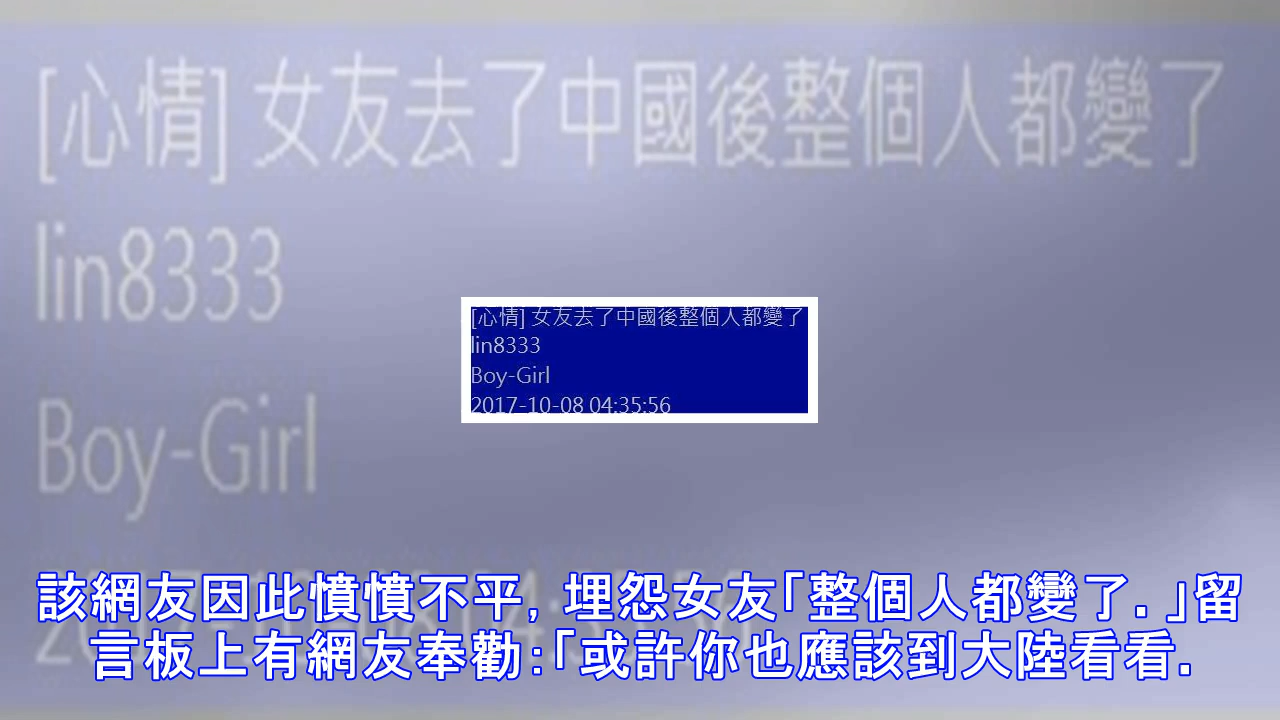 [心情] 女友去了中國後整個人都變了
lin8333
Boy-Girl
[心情] 女友去了中國後整個人都變了
lin8333
Boy-Girl
2017-10-08 04:35:56
該網友因此憤憤不平, 埋怨女友「整個人都變了.」留
言板上有網友奉勸:「或許你也應該到大陸看看.